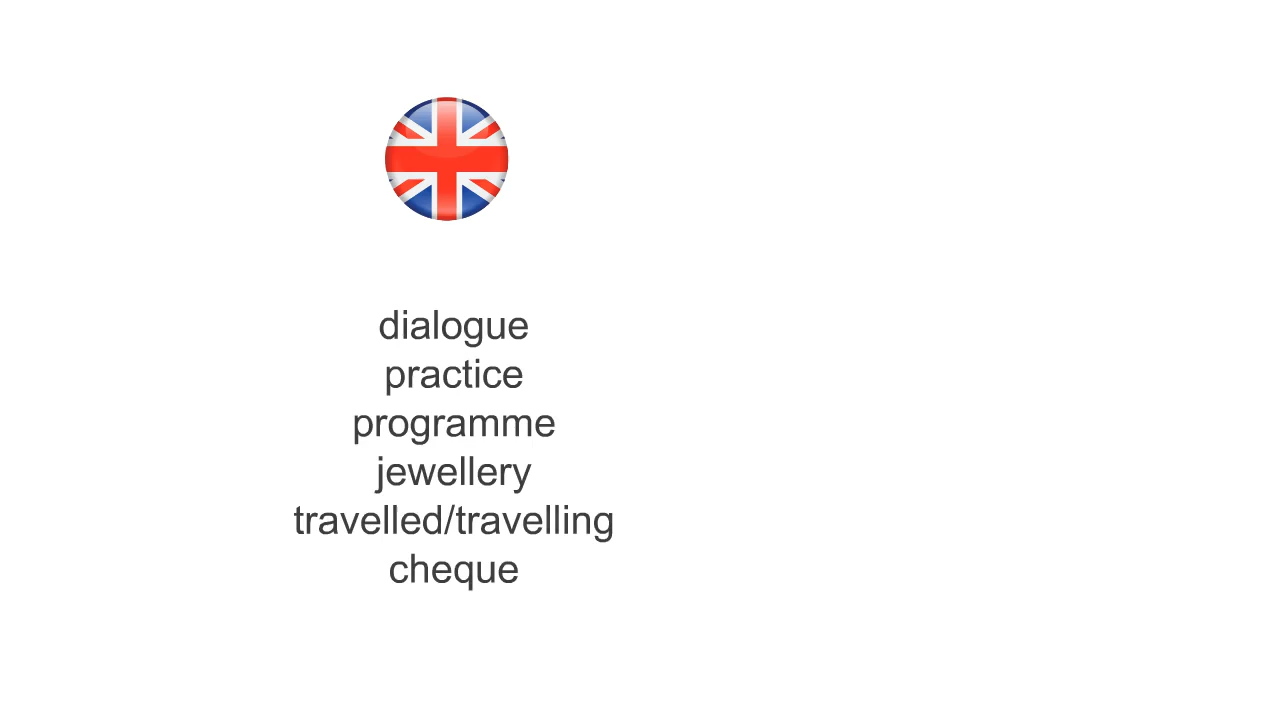 dialogue
practice
programme
jewellery
travelled/travelling
cheque